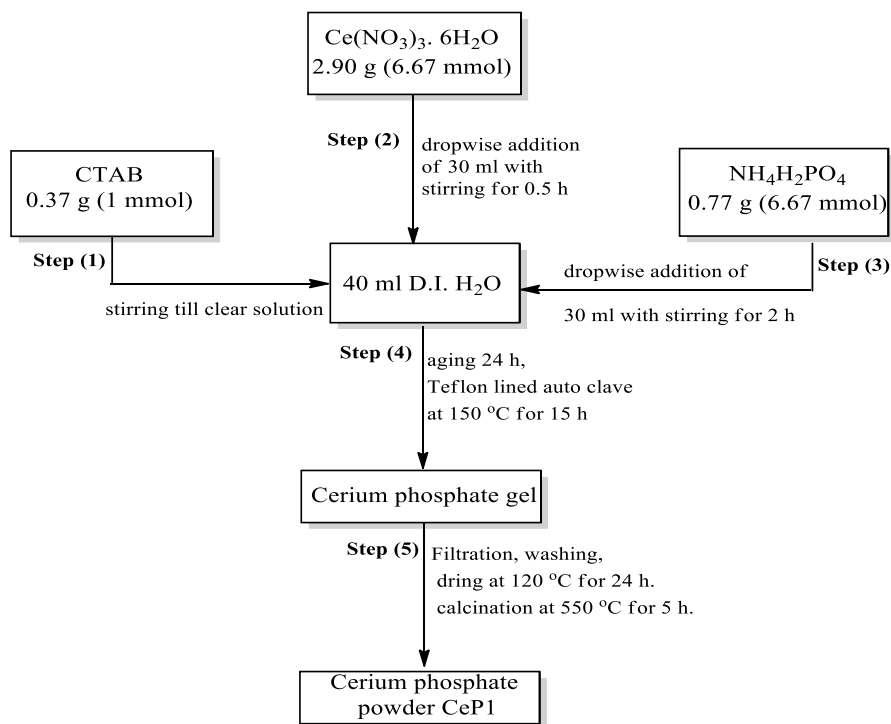 Ce(NO₃)₃. 6H₂O
2.90 g (6.67 mmol)
Step (2)
dropwise addition
of 30 ml with
stirring for 0.5 h
CTAB
0.37 g (1 mmol)
NH₄H₂PO₄
0.77 g (6.67 mmol)
Step (1)
stirring till clear solution
40 ml D.I. H₂O
Step (3)
dropwise addition of
30 ml with stirring for 2 h
Step (4)
aging 24 h,
Teflon lined auto clave
at 150 °C for 15 h
Cerium phosphate gel
Step (5)
Filtration, washing,
dring at 120 °C for 24 h.
calcination at 550 °C for 5 h.
Cerium phosphate
powder CeP1